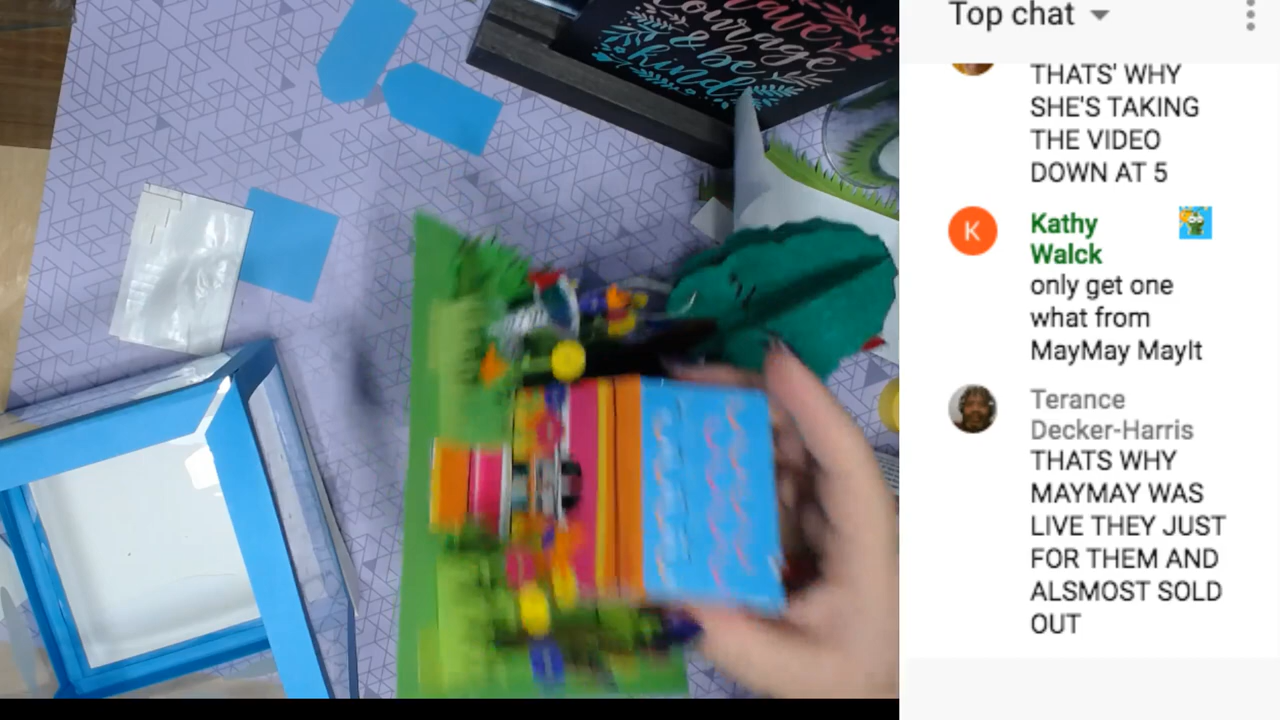 have
courage
& be
kind
Top chat
THATS' WHY
SHE'S TAKING
THE VIDEO
DOWN AT 5
K
Kathy
Walck
only get one
what from
MayMay MayIt
Terance
Decker-Harris
THATS WHY
MAYMAY WAS
LIVE THEY JUST
FOR THEM AND
ALSMOST SOLD
OUT